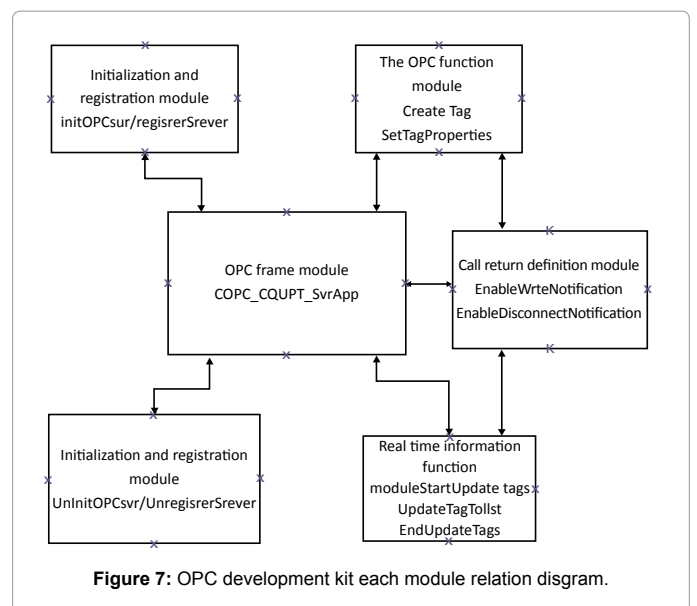 Initialization and
registration module
initOPCsur/regisrerSrever
The OPC function
module
Create Tag
SetTagProperties
OPC frame module
COPC_CQUPT_SvrApp
Call return definition module
EnableWrteNotification
EnableDisconnectNotification
Initialization and registration
module
UnInitOPCsvr/UnregisrerSrever
Real time information
function
moduleStartUpdate tags
UpdateTagTollst
EndUpdateTags
Figure 7: OPC development kit each module relation disgram.